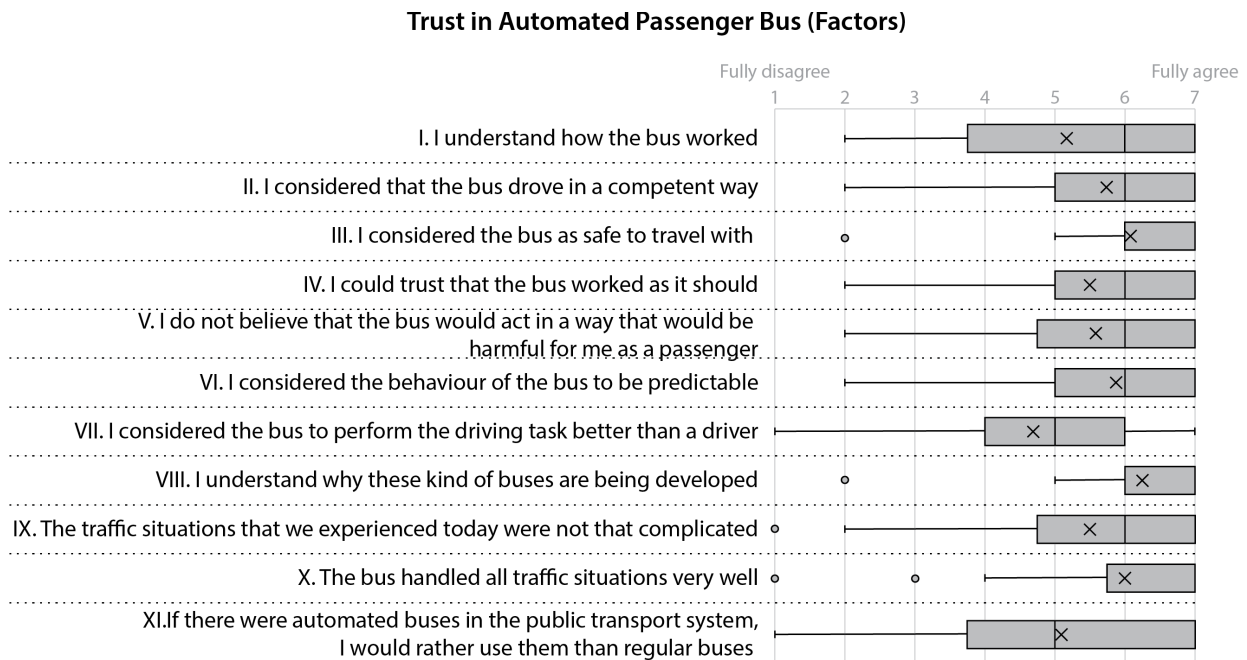 Trust in Automated Passenger Bus (Factors)
Fully disagree Fully agree
1 2 3 4 5 6 7
I. I understand how the bus worked
II. I considered that the bus drove in a competent way
III. I considered the bus as safe to travel with
IV. I could trust that the bus worked as it should
V. I do not believe that the bus would act in a way that would be
harmful for me as a passenger
VI. I considered the behaviour of the bus to be predictable
VII. I considered the bus to perform the driving task better than a driver
VIII. I understand why these kind of buses are being developed
IX. The traffic situations that we experienced today were not that complicated
X. The bus handled all traffic situations very well
XI.If there were automated buses in the public transport system,
I would rather use them than regular buses